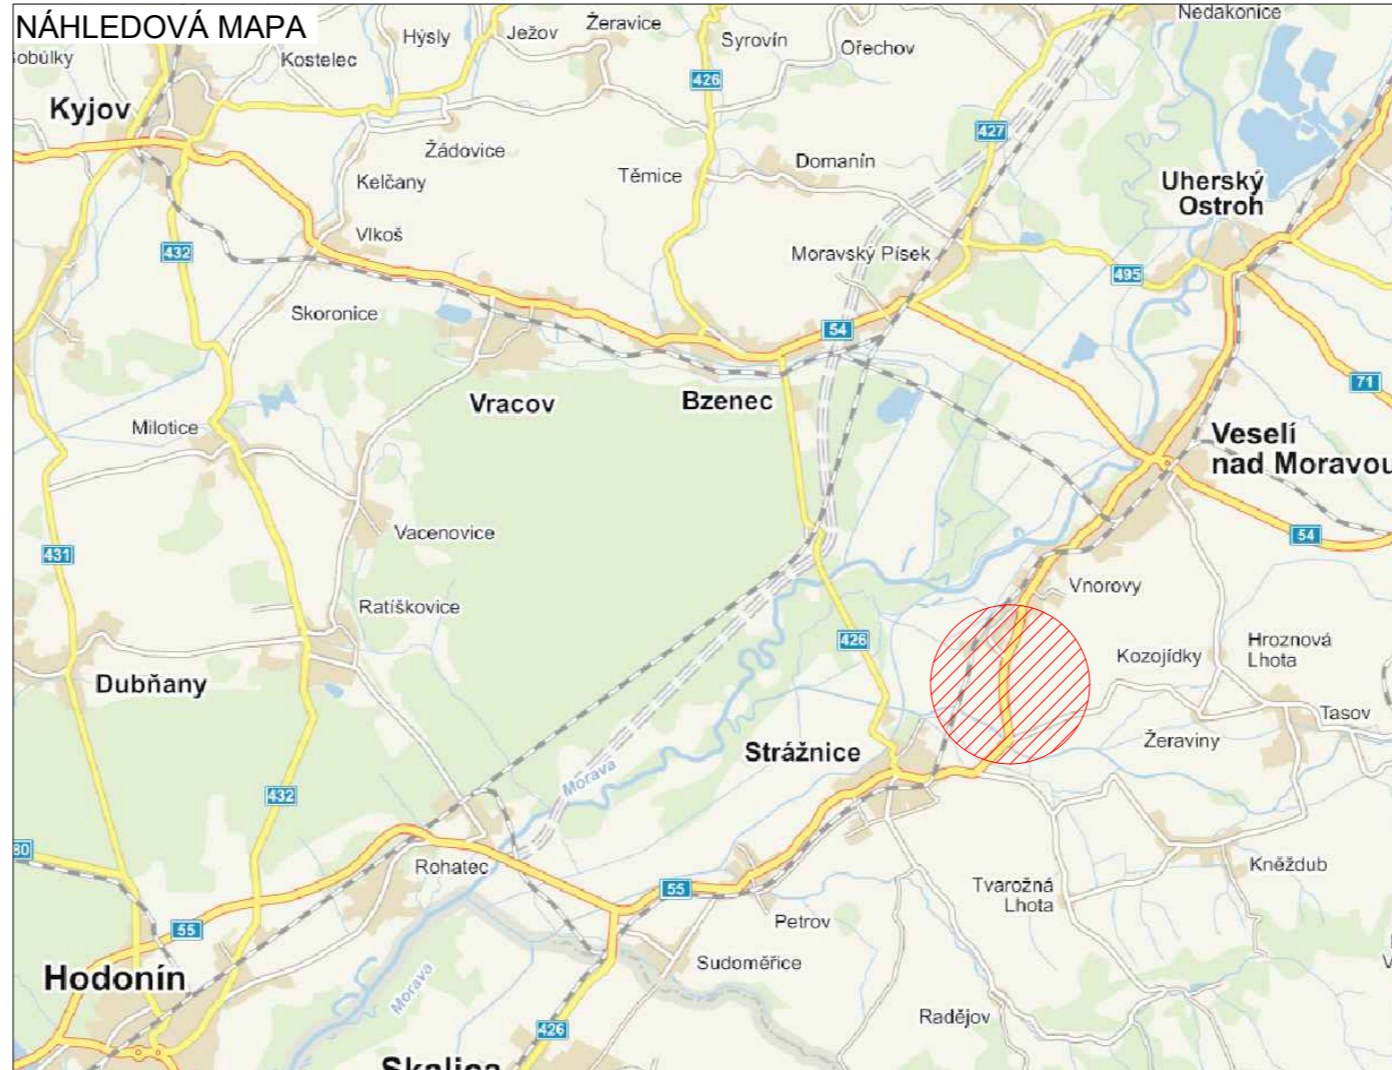 NÁHLEDOVÁ MAPA
Nedakonice
Žeravice
Ježov
Hýsly
Syrovín
Ořechov
Sobůlky
Kostelec
426
Kyjov
427
Žádovice
Domanín
Těmice
Kelčany
Uherský
Ostroh
Vlkoš
432
Moravský Písek
495
Skoronice
54
71
Vracov
Bzenec
Milotice
Veselí
nad Moravou
Vacenovice
54
431
Vnorovy
Ratíškovice
426
Kozojídky
Hroznová
Lhota
Dubňany
Tasov
Žeraviny
Strážnice
Morava
432
80
Rohatec
Kněždub
55
Tvarožná
Lhota
Petrov
55
Sudoměřice
Hodonín
Morava
Radějov
426
Skalica